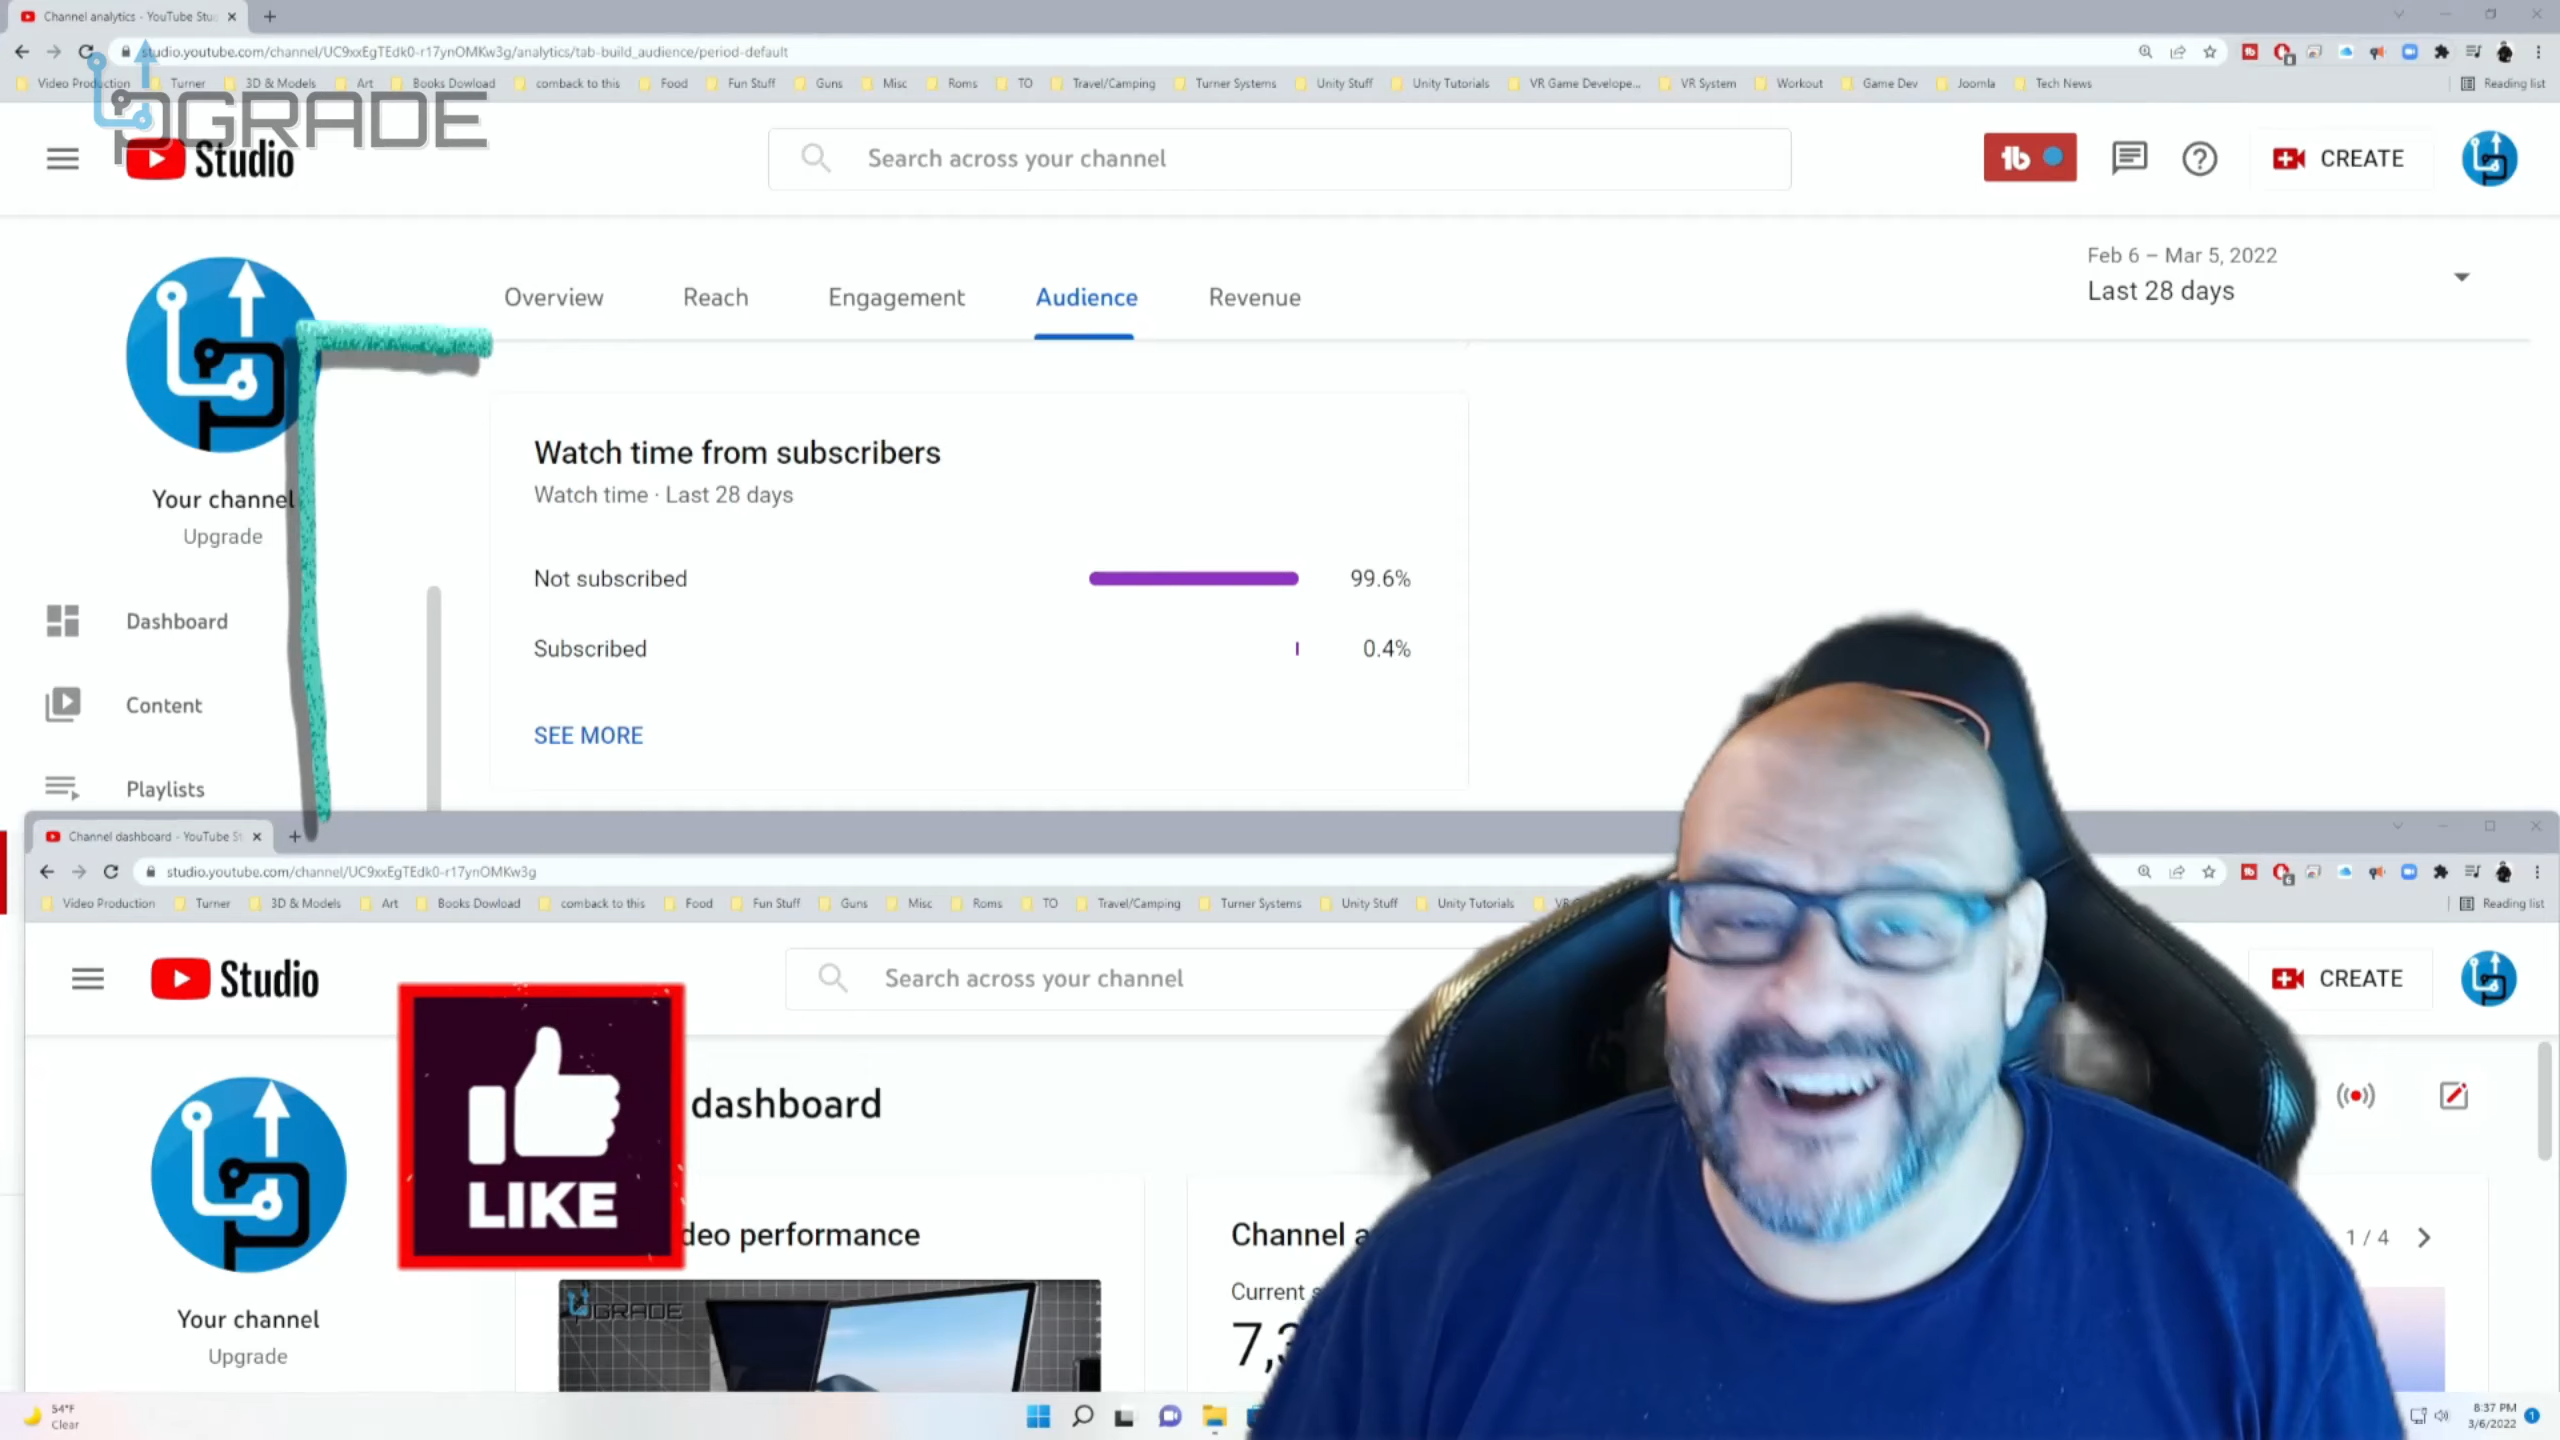 Channel analytics - YouTube Stu
studio.youtube.com/channel/UC9xxEgTEdk0-r17ynOMKw3g/analytics/tab-build_audience/period-default
Video Production Turner 3D & Models Art Books Dowload comback to this Food Fun Stuff Guns Misc Roms TO Travel/Camping Turner Systems Unity Stuff Unity Tutorials VR Game Develope... VR System Workout Game Dev Joomla Tech News Reading list
UPGRADE
Studio
Search across your channel
CREATE
Feb 6 – Mar 5, 2022
Last 28 days
Overview Reach Engagement Audience Revenue
Watch time from subscribers
Watch time · Last 28 days
Your channel
Upgrade
Not subscribed 99.6%
Dashboard
Subscribed 0.4%
Content
SEE MORE
Playlists
Channel dashboard - YouTube St
studio.youtube.com/channel/UC9xxEgTEdk0-r17ynOMKw3g
Video Production Turner 3D & Models Art Books Dowload comback to this Food Fun Stuff Guns Misc Roms TO Travel/Camping Turner Systems Unity Stuff Unity Tutorials Reading list
Studio
Search across your channel
CREATE
dashboard
LIKE
deo performance
Channel a
1 / 4
Current s
7,3
UPGRADE
Your channel
Upgrade
54°F
Clear
8:37 PM
3/6/2022
1